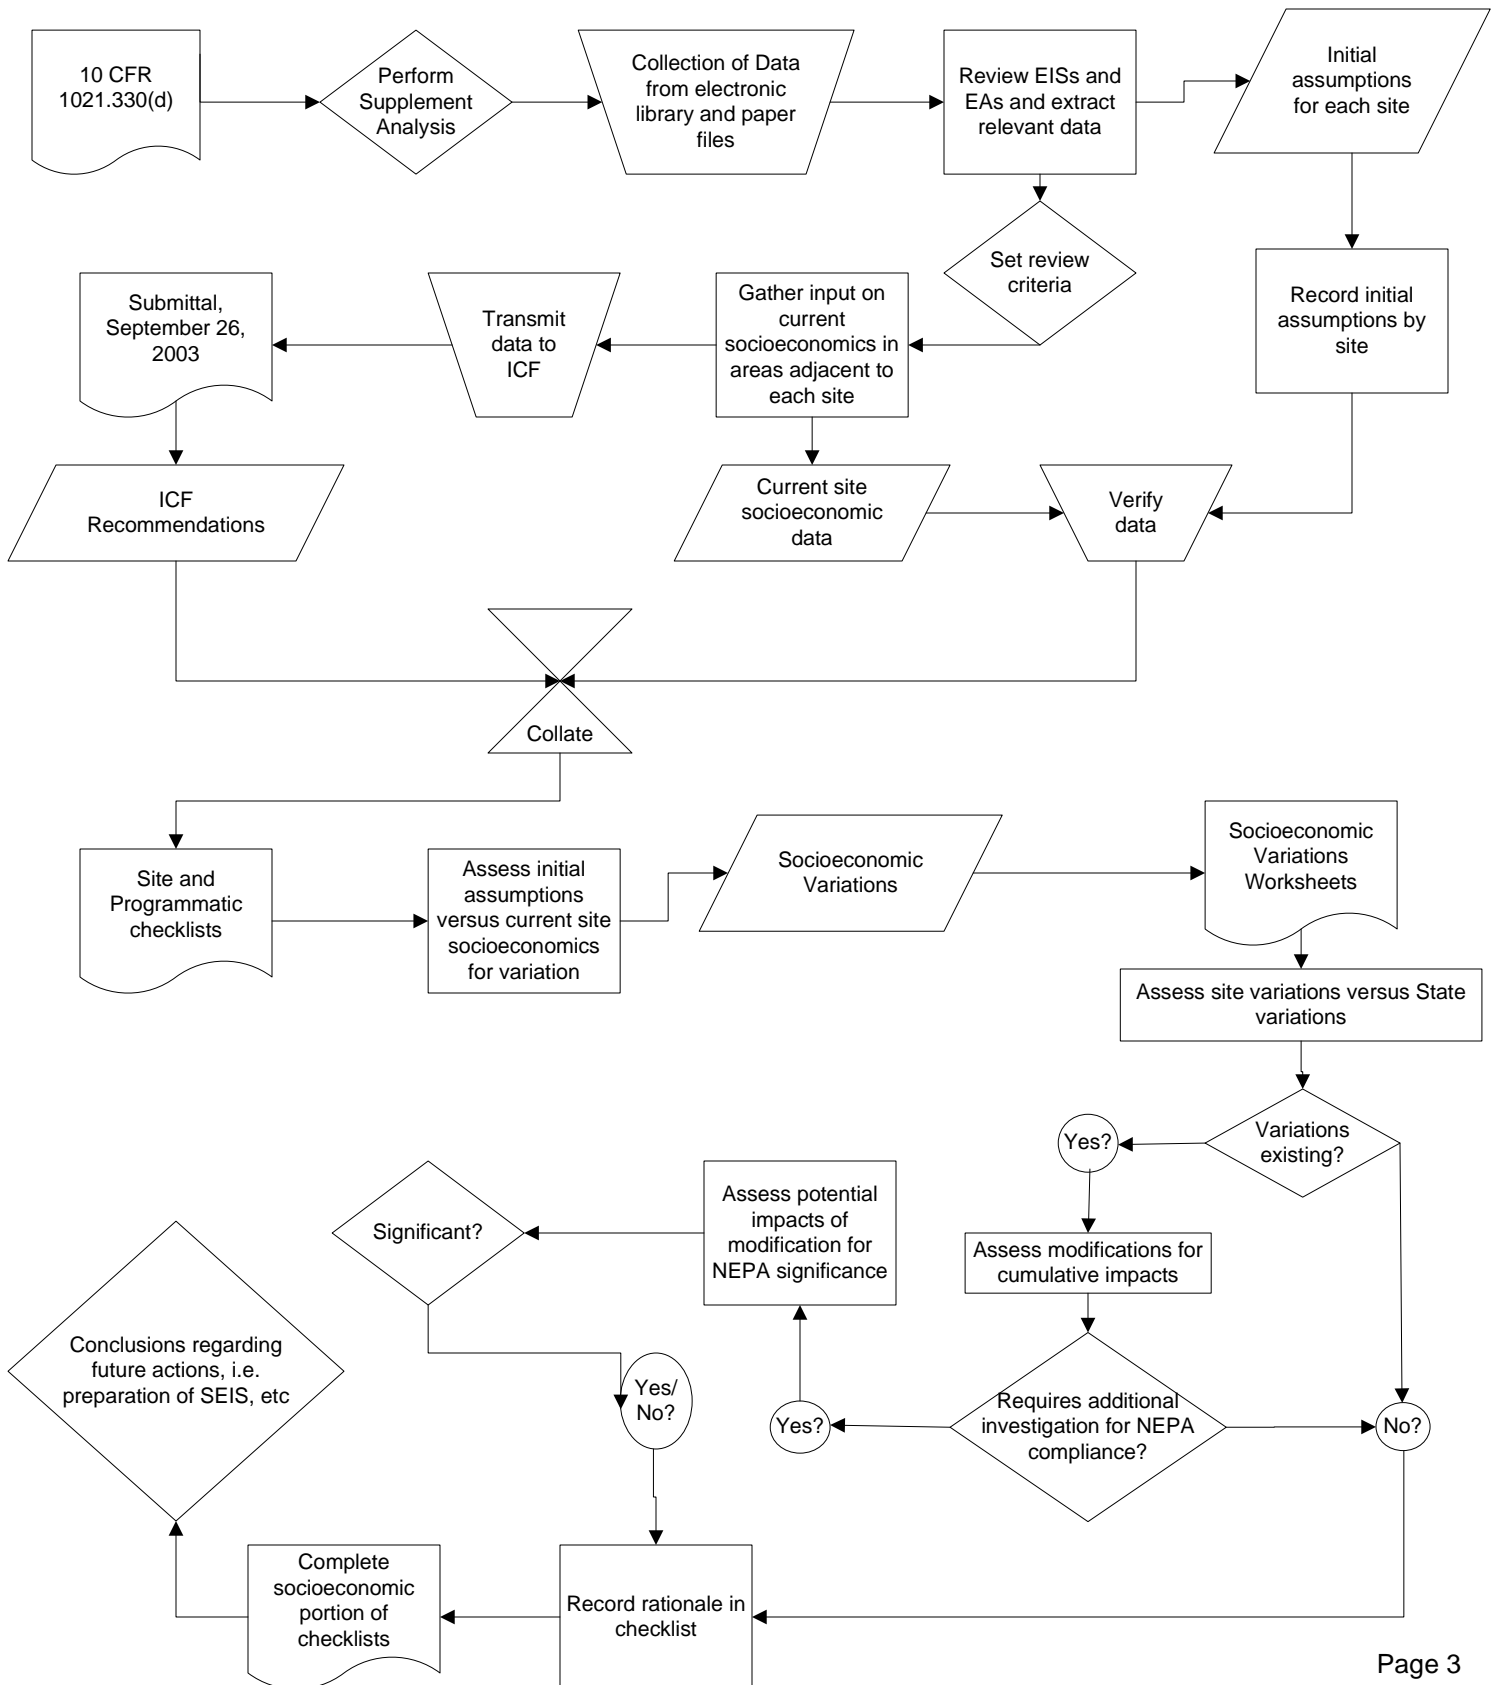 10 CFR
1021.330(d)
Perform
Supplement
Analysis
Collection of Data
from electronic
library and paper
files
Review EISs and
EAs and extract
relevant data
Initial
assumptions
for each site
Set review
criteria
Record initial
assumptions by
site
Gather input on
current
socioeconomics in
areas adjacent to
each site
Transmit
data to
ICF
Submittal,
September 26,
2003
ICF
Recommendations
Current site
socioeconomic
data
Verify
data
Collate
Site and
Programmatic
checklists
Assess initial
assumptions
versus current site
socioeconomics
for variation
Socioeconomic
Variations
Socioeconomic
Variations
Worksheets
Assess site variations versus State
variations
Variations
existing?
Yes?
Assess modifications for
cumulative impacts
Requires additional
investigation for NEPA
compliance?
No?
Yes?
Assess potential
impacts of
modification for
NEPA significance
Significant?
Yes/
No?
Record rationale in
checklist
Complete
socioeconomic
portion of
checklists
Conclusions regarding
future actions, i.e.
preparation of SEIS, etc
Page 3